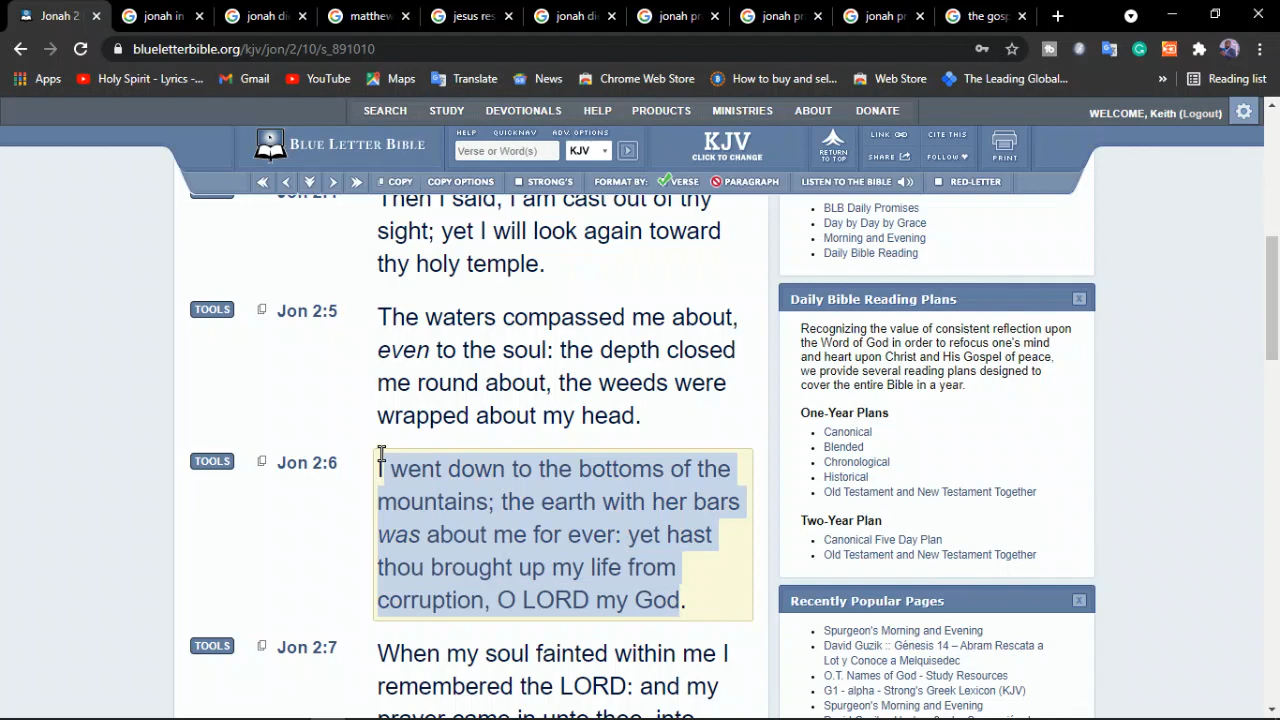 Jonah 2
jonah in
jonah di
matthew
jesus res
jonah di
jonah pr
jonah pr
jonah pr
the gosp
blueletterbible.org/kjv/jon/2/10/s_891010
Apps Holy Spirit - Lyrics -... Gmail YouTube Maps Translate News Chrome Web Store How to buy and sel... Web Store The Leading Global... » Reading list
SEARCH STUDY DEVOTIONALS HELP PRODUCTS MINISTRIES ABOUT DONATE WELCOME, Keith (Logout)
HELP QUICKNAV ADV. OPTIONS
BLUE LETTER BIBLE
Verse or Word(s) KJV
KJV
CLICK TO CHANGE
RETURN
TO TOP
LINK CITE THIS
SHARE FOLLOW
PRINT
COPY COPY OPTIONS STRONG'S FORMAT BY: VERSE PARAGRAPH LISTEN TO THE BIBLE RED-LETTER
Then I said, I am cast out of thy
sight; yet I will look again toward
thy holy temple.
TOOLS Jon 2:5
The waters compassed me about,
even to the soul: the depth closed
me round about, the weeds were
wrapped about my head.
TOOLS Jon 2:6
I went down to the bottoms of the
mountains; the earth with her bars
was about me for ever: yet hast
thou brought up my life from
corruption, O LORD my God.
TOOLS Jon 2:7
When my soul fainted within me I
remembered the LORD: and my
prayer came in unto thee, into
BLB Daily Promises
Day by Day by Grace
Morning and Evening
Daily Bible Reading
Daily Bible Reading Plans x
Recognizing the value of consistent reflection upon
the Word of God in order to refocus one's mind
and heart upon Christ and His Gospel of peace,
we provide several reading plans designed to
cover the entire Bible in a year.
One-Year Plans
Canonical
Blended
Chronological
Historical
Old Testament and New Testament Together
Two-Year Plan
Canonical Five Day Plan
Old Testament and New Testament Together
Recently Popular Pages x
Spurgeon's Morning and Evening
David Guzik :: Génesis 14 – Abram Rescata a
Lot y Conoce a Melquisedec
O.T. Names of God - Study Resources
G1 - alpha - Strong's Greek Lexicon (KJV)
Spurgeon's Morning and Evening